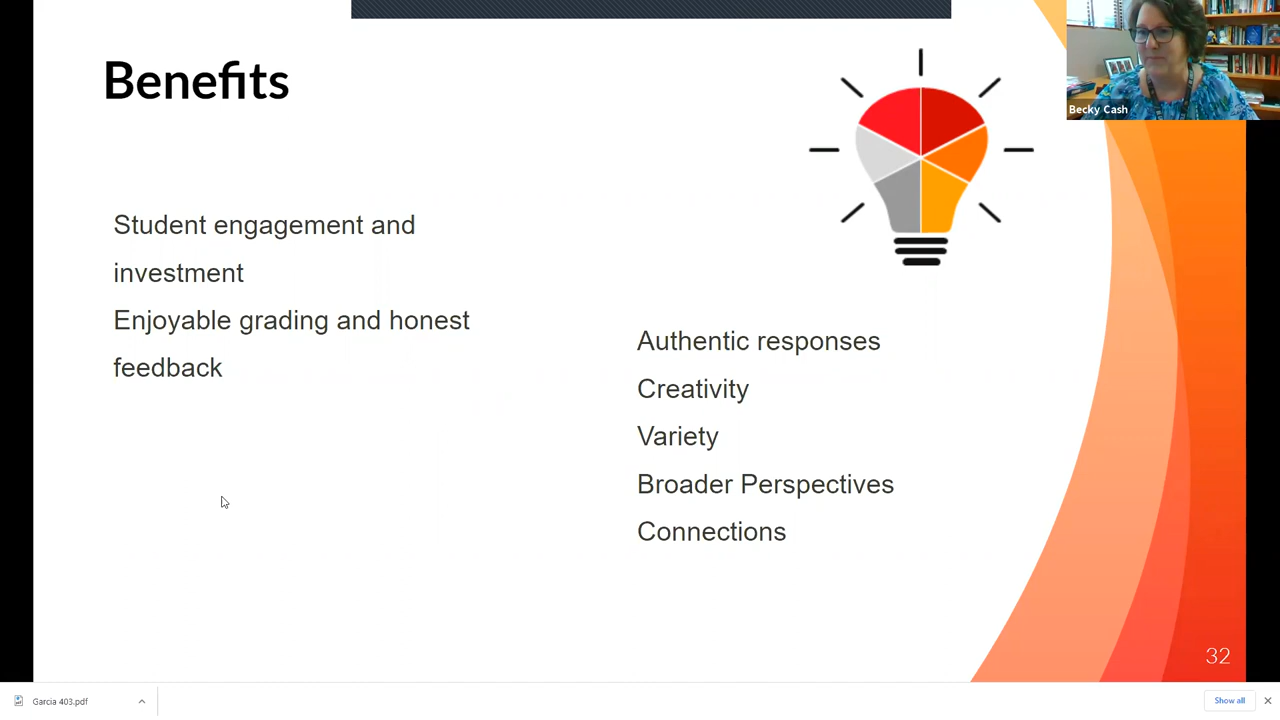 Benefits
Becky Cash
Student engagement and
investment
Enjoyable grading and honest
feedback
Authentic responses
Creativity
Variety
Broader Perspectives
Connections
32
Garcia 403.pdf
Show all